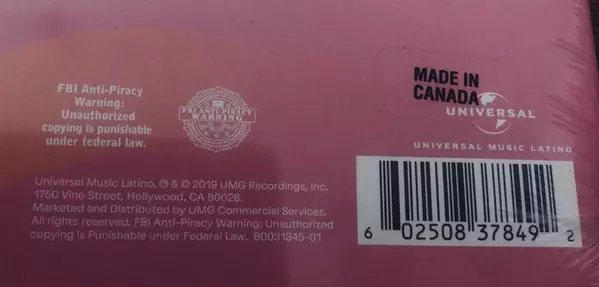 FBI Anti-Piracy
Warning:
Unauthorized
copying is punishable
under federal law.
FBI ANTI-PIRACY
WARNING
MADE IN
CANADA
UNIVERSAL
UNIVERSAL MUSIC LATINO
Universal Music Latino, ℗ & © 2019 UMG Recordings, Inc.
1750 Vine Street, Hollywood, CA 90028.
Marketed and Distributed by UMG Commercial Services.
All rights reserved. FBI Anti-Piracy Warning: Unauthorized
copying is Punishable under Federal Law. B0031345-01
6 02508 37849 2